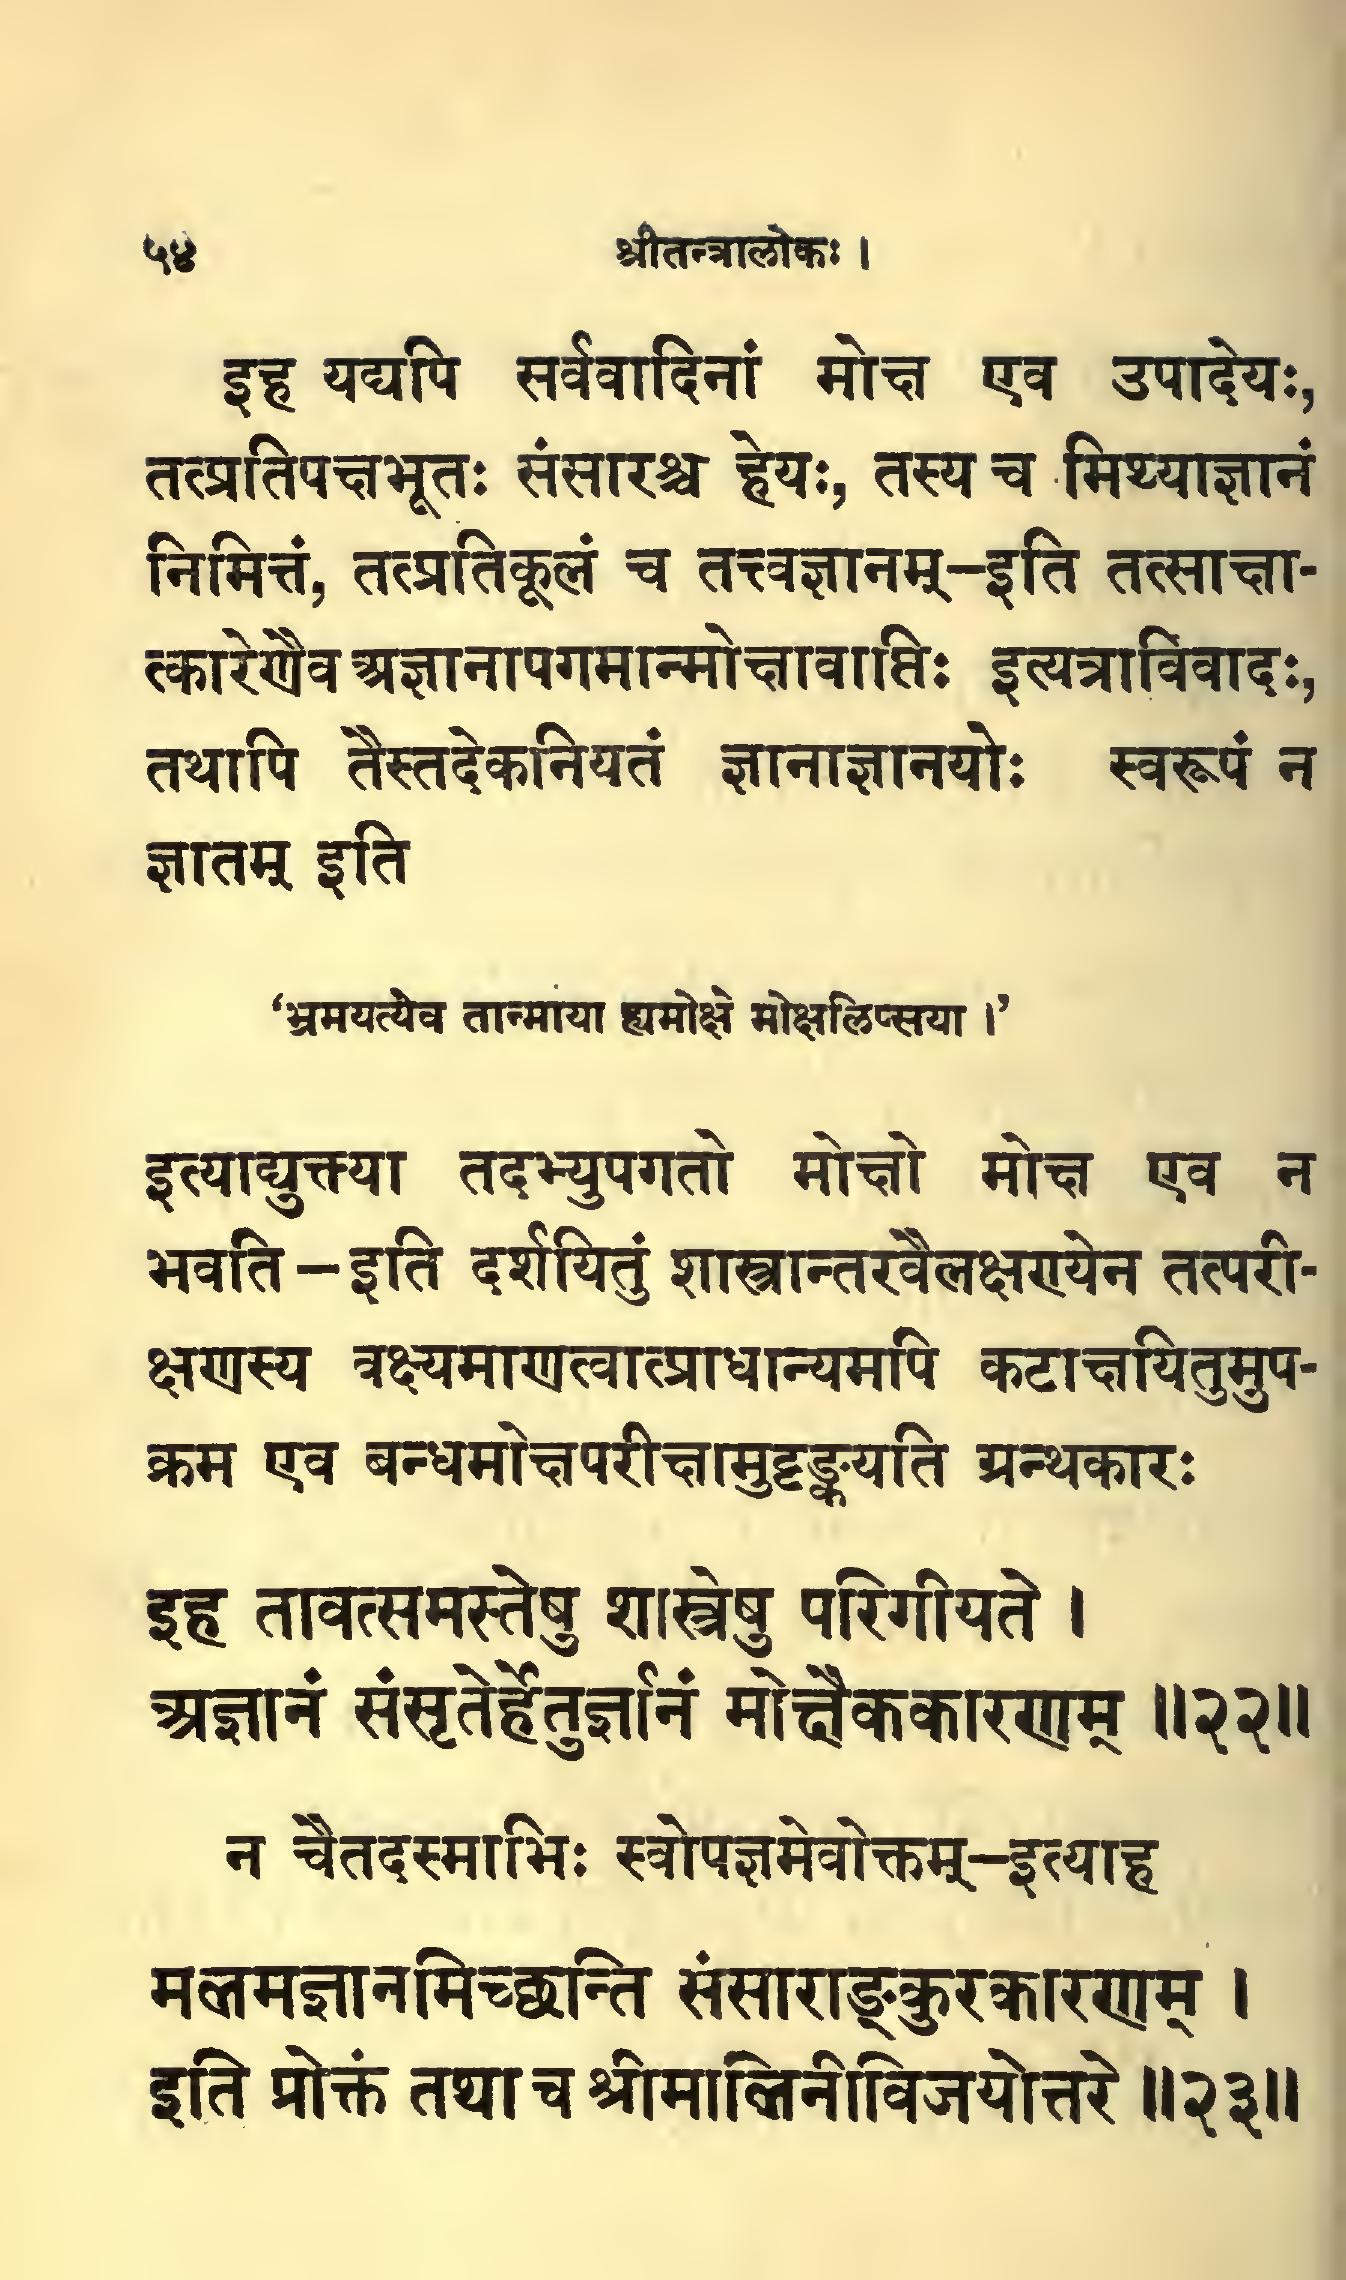 ५४ श्रीतन्त्रालोकः ।
इह यद्यपि सर्ववादिनां मोक्ष एव उपादेयः,
तत्प्रतिपक्षभूतः संसारश्च हेयः, तस्य च मिथ्याज्ञानं
निमित्तं, तत्प्रतिकूलं च तत्त्वज्ञानम्—इति तत्साक्षा-
त्कारेणैव अज्ञानापगमान्मोक्षावाप्तिः इत्यत्राविवादः,
तथापि तैस्तदेकनियतं ज्ञानाज्ञानयोः स्वरूपं न
ज्ञातम् इति
‘भ्रमयत्येव तान्माया ह्यमोक्षे मोक्षलिप्सया ।’
इत्याद्युक्त्या तदभ्युपगतो मोक्षो मोक्ष एव न
भवति—इति दर्शयितुं शास्त्रान्तरवैलक्षण्येन तत्परी-
क्षणस्य वक्ष्यमाणत्वात्प्राधान्यमपि कटाक्षयितुमुप-
क्रम एव बन्धमोक्षपरीक्षामुट्टङ्कयति ग्रन्थकारः
इह तावत्समस्तेषु शास्त्रेषु परिगीयते ।
अज्ञानं संसृतेर्हेतुर्ज्ञानं मोक्षैककारणम् ॥२२॥
न चैतदस्माभिः स्वोपज्ञमेवोक्तम्—इत्याह
मलमज्ञानमिच्छन्ति संसाराङ्कुरकारणम् ।
इति प्रोक्तं तथा च श्रीमालिनीविजयोत्तरे ॥२३॥